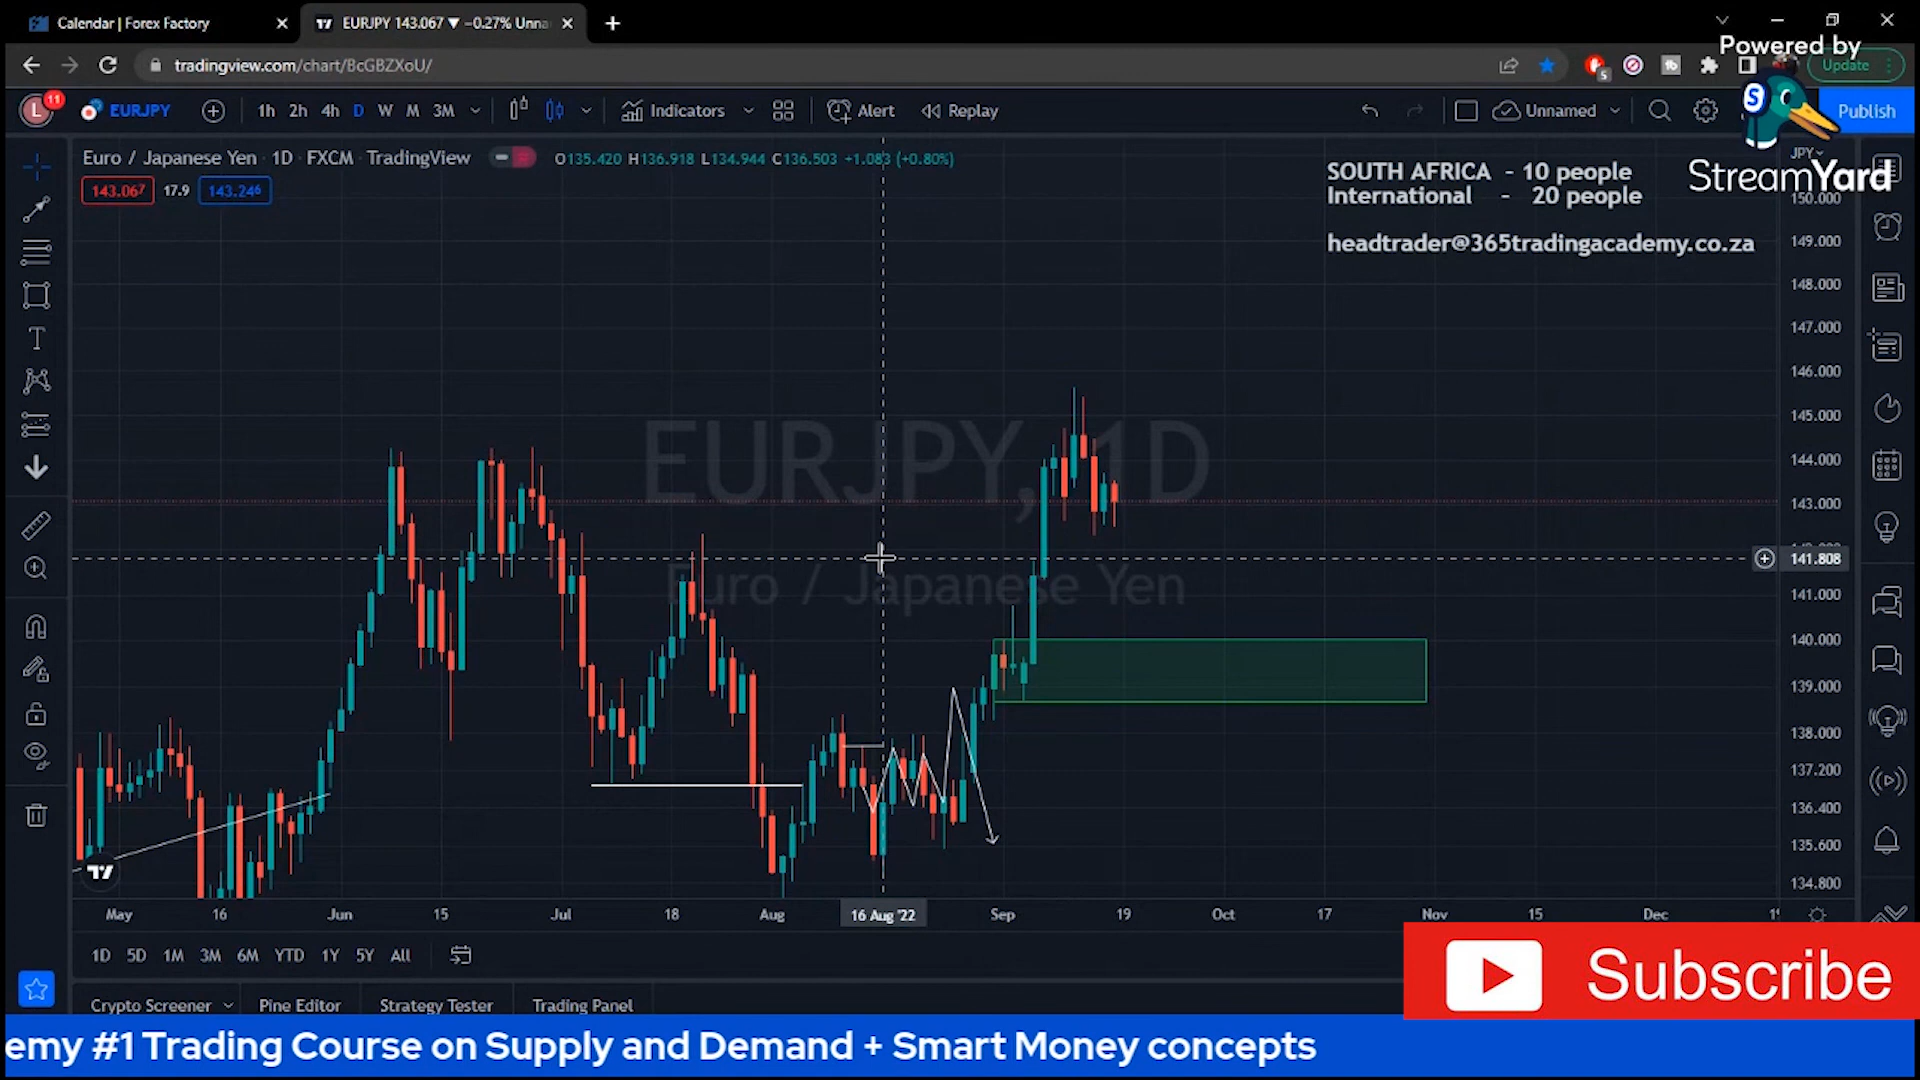 Calendar | Forex Factory
EURJPY 143.067 ▼ −0.27% Unna
Powered by
tradingview.com/chart/BcGBZXoU/
5
Update
L
11
EURJPY
1h 2h 4h D W M 3M
Indicators
Alert
Replay
Unnamed
Publish
S
StreamYard
Euro / Japanese Yen · 1D · FXCM · TradingView
O135.420 H136.918 L134.944 C136.503 +1.083 (+0.80%)
143.067 17.9 143.246
SOUTH AFRICA - 10 people
International - 20 people
headtrader@365tradingacademy.co.za
JPY
150.000
149.000
148.000
147.000
146.000
145.000
144.000
143.000
141.808
141.000
140.000
139.000
138.000
137.200
136.400
135.600
134.800
EURJPY, 1D
Euro / Japanese Yen
May 16 Jun 15 Jul 18 Aug 16 Aug '22 Sep 19 Oct 17 Nov 15 Dec
1D 5D 1M 3M 6M YTD 1Y 5Y All
Crypto Screener Pine Editor Strategy Tester Trading Panel
Subscribe
emy #1 Trading Course on Supply and Demand + Smart Money concepts